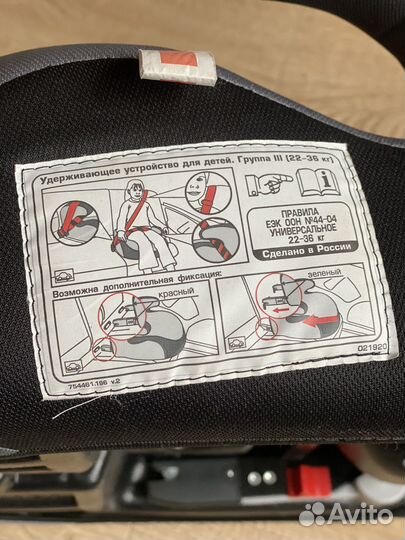 Удерживающее устройство для детей. Группа III (22-36 кг)
ПРАВИЛА
ЕЭК ООН №44-04
УНИВЕРСАЛЬНОЕ
22-36 кг
Сделано в России
Возможна дополнительная фиксация:
красный
зеленый
754461.196 v.2
021920
Avito